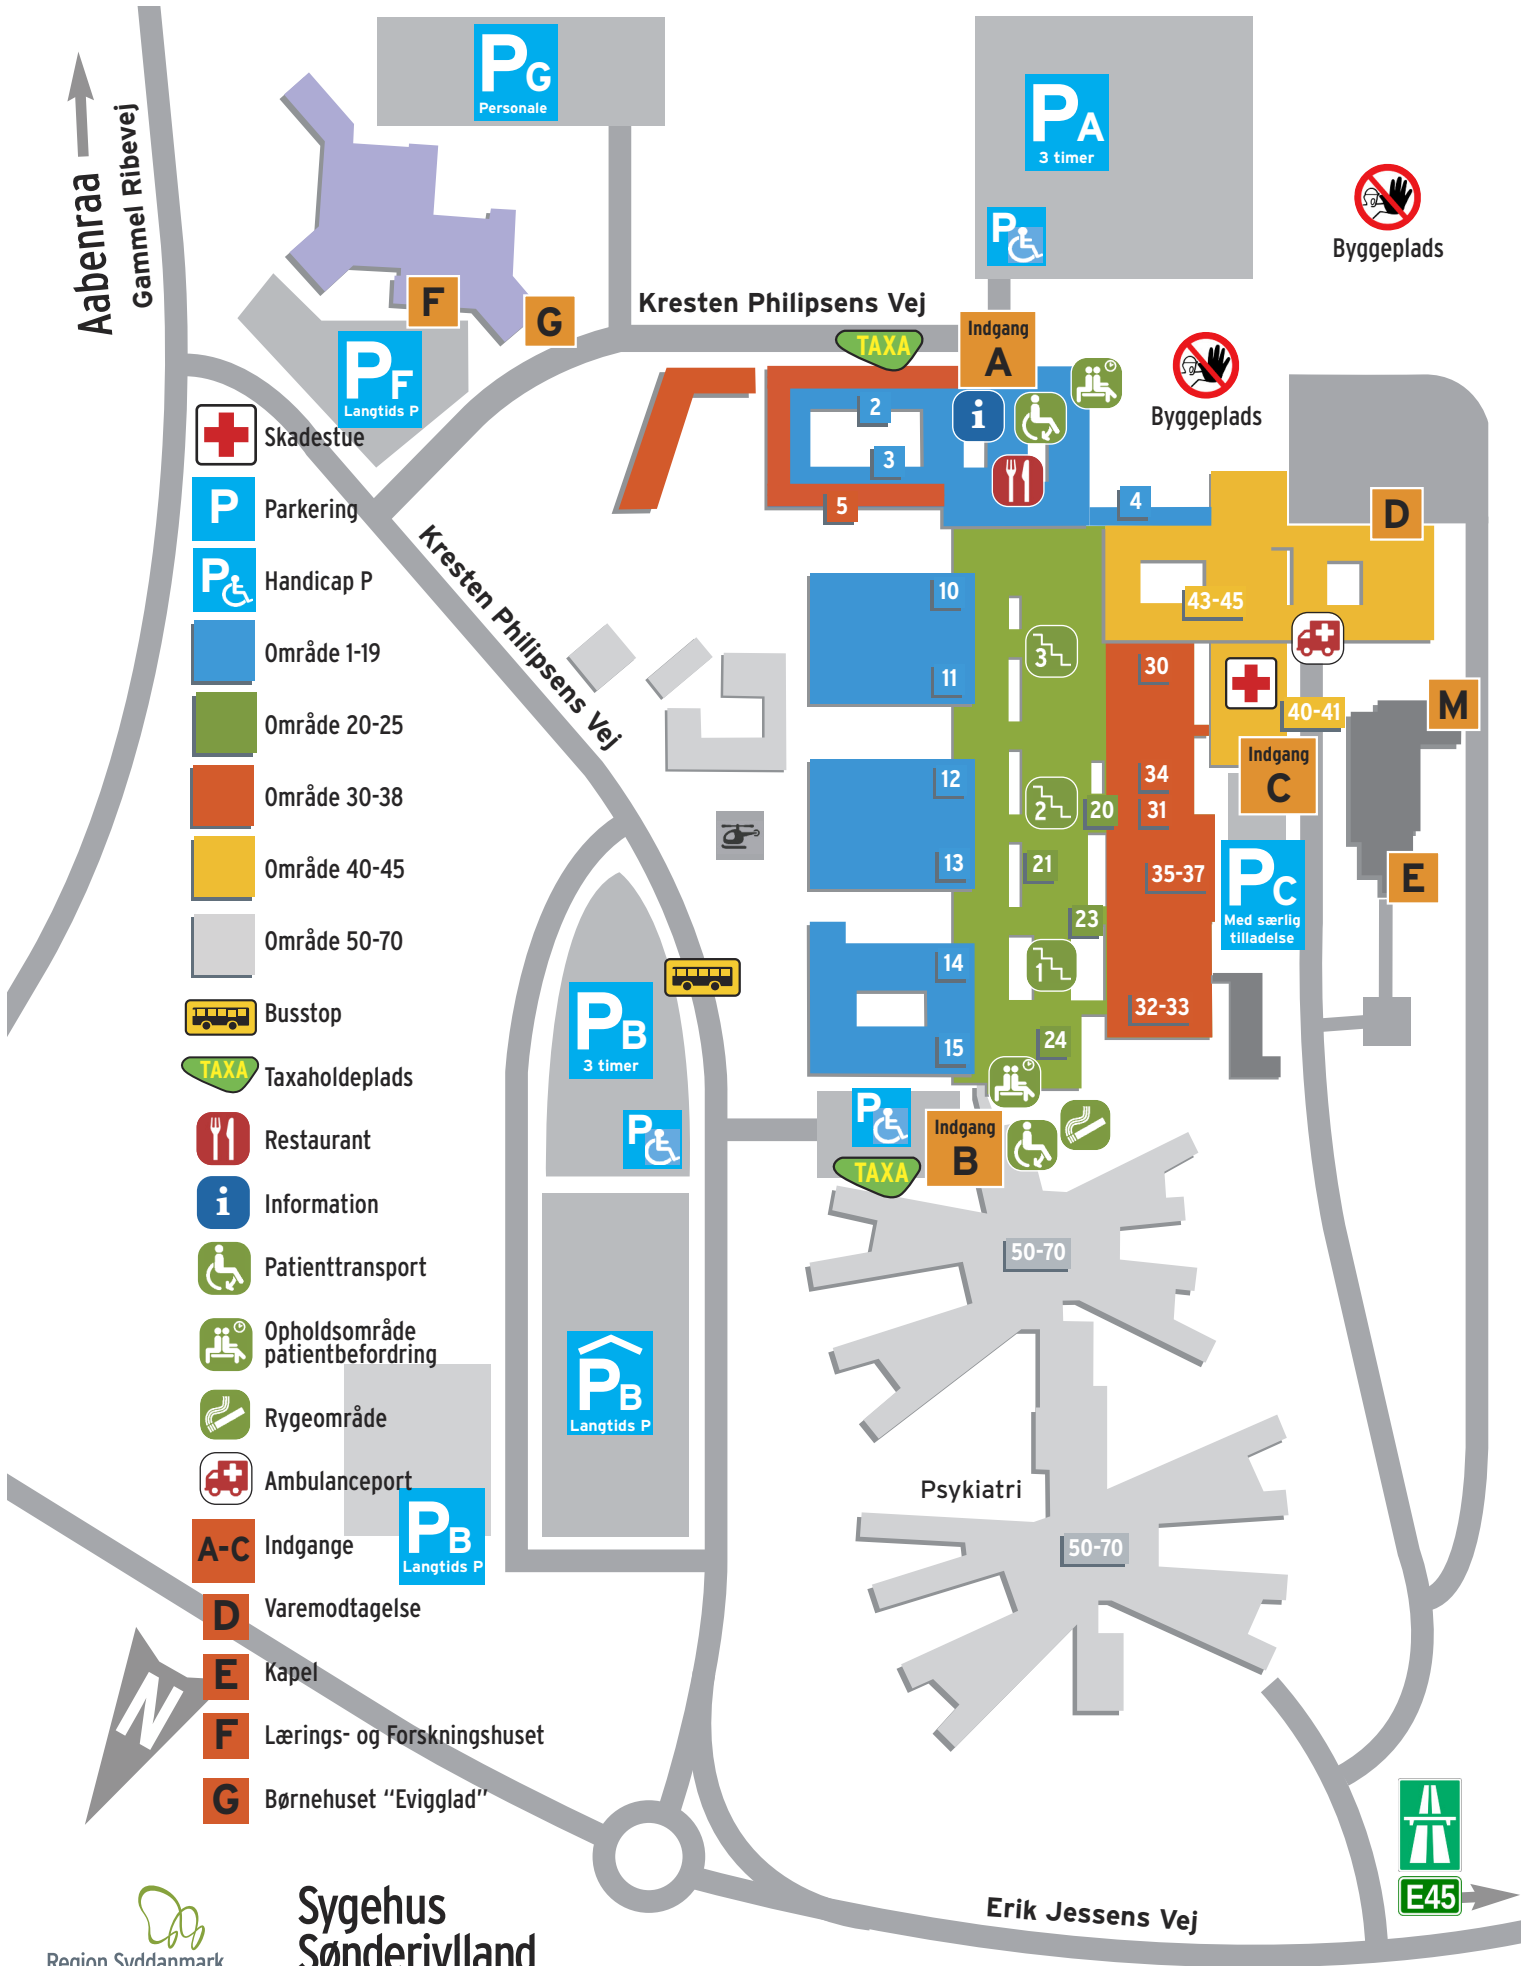 PG
Personale
PA
3 timer
P
Byggeplads
Aabenraa
Gammel Ribevej
F
G
Kresten Philipsens Vej
TAXA
Indgang
A
PF
Langtids P
Byggeplads
2
i
3
5
4
D
Kresten Philipsens Vej
10
11
12
13
14
15
3
2
1
20
21
23
24
30
34
31
35-37
32-33
43-45
40-41
Indgang
C
M
E
PC
Med særlig
tilladelse
PB
3 timer
P
P
TAXA
Indgang
B
50-70
PB
Langtids P
Psykiatri
50-70
PB
Langtids P
Skadestue
P Parkering
P Handicap P
Område 1-19
Område 20-25
Område 30-38
Område 40-45
Område 50-70
Busstop
TAXA Taxaholdeplads
Restaurant
i Information
Patienttransport
Opholdsområde
patientbefordring
Rygeområde
Ambulanceport
A-C Indgange
D Varemodtagelse
E Kapel
F Lærings- og Forskningshuset
G Børnehuset “Evigglad”
N
E45
Erik Jessens Vej
Sygehus
Sønderjylland
Region Syddanmark